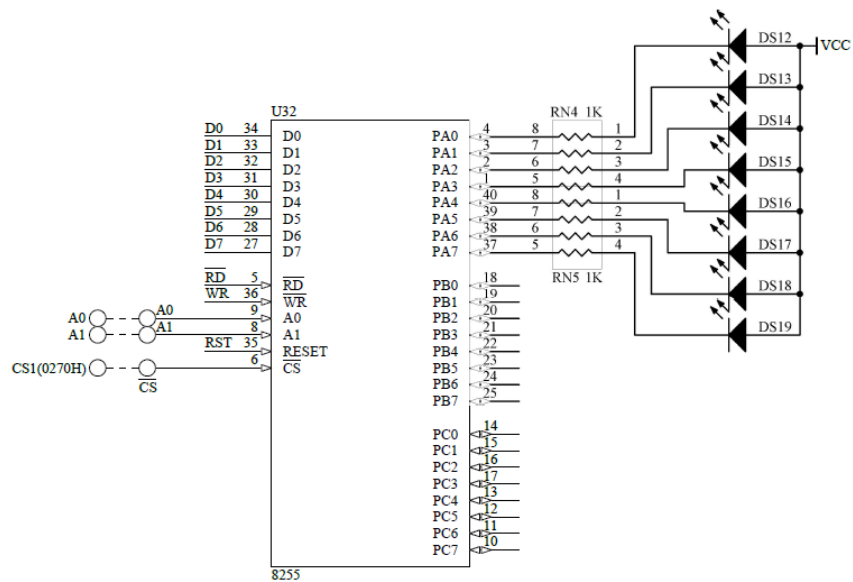 DS12
VCC
DS13
DS14
DS15
DS16
DS17
DS18
DS19
U32
RN4 1K
D0 34 D0 PA0 4 8 1
D1 33 D1 PA1 3 7 2
D2 32 D2 PA2 2 6 3
D3 31 D3 PA3 1 5 4
D4 30 D4 PA4 40 8 1
D5 29 D5 PA5 39 7 2
D6 28 D6 PA6 38 6 3
D7 27 D7 PA7 37 5 4
RN5 1K
RD 5 RD PB0 18
WR 36 WR PB1 19
A0 A0 9 A0 PB2 20
A1 A1 8 A1 PB3 21
RST 35 RESET PB4 22
CS1(0270H) CS 6 CS PB5 23
PB6 24
PB7 25
PC0 14
PC1 15
PC2 16
PC3 17
PC4 13
PC5 12
PC6 11
PC7 10
8255